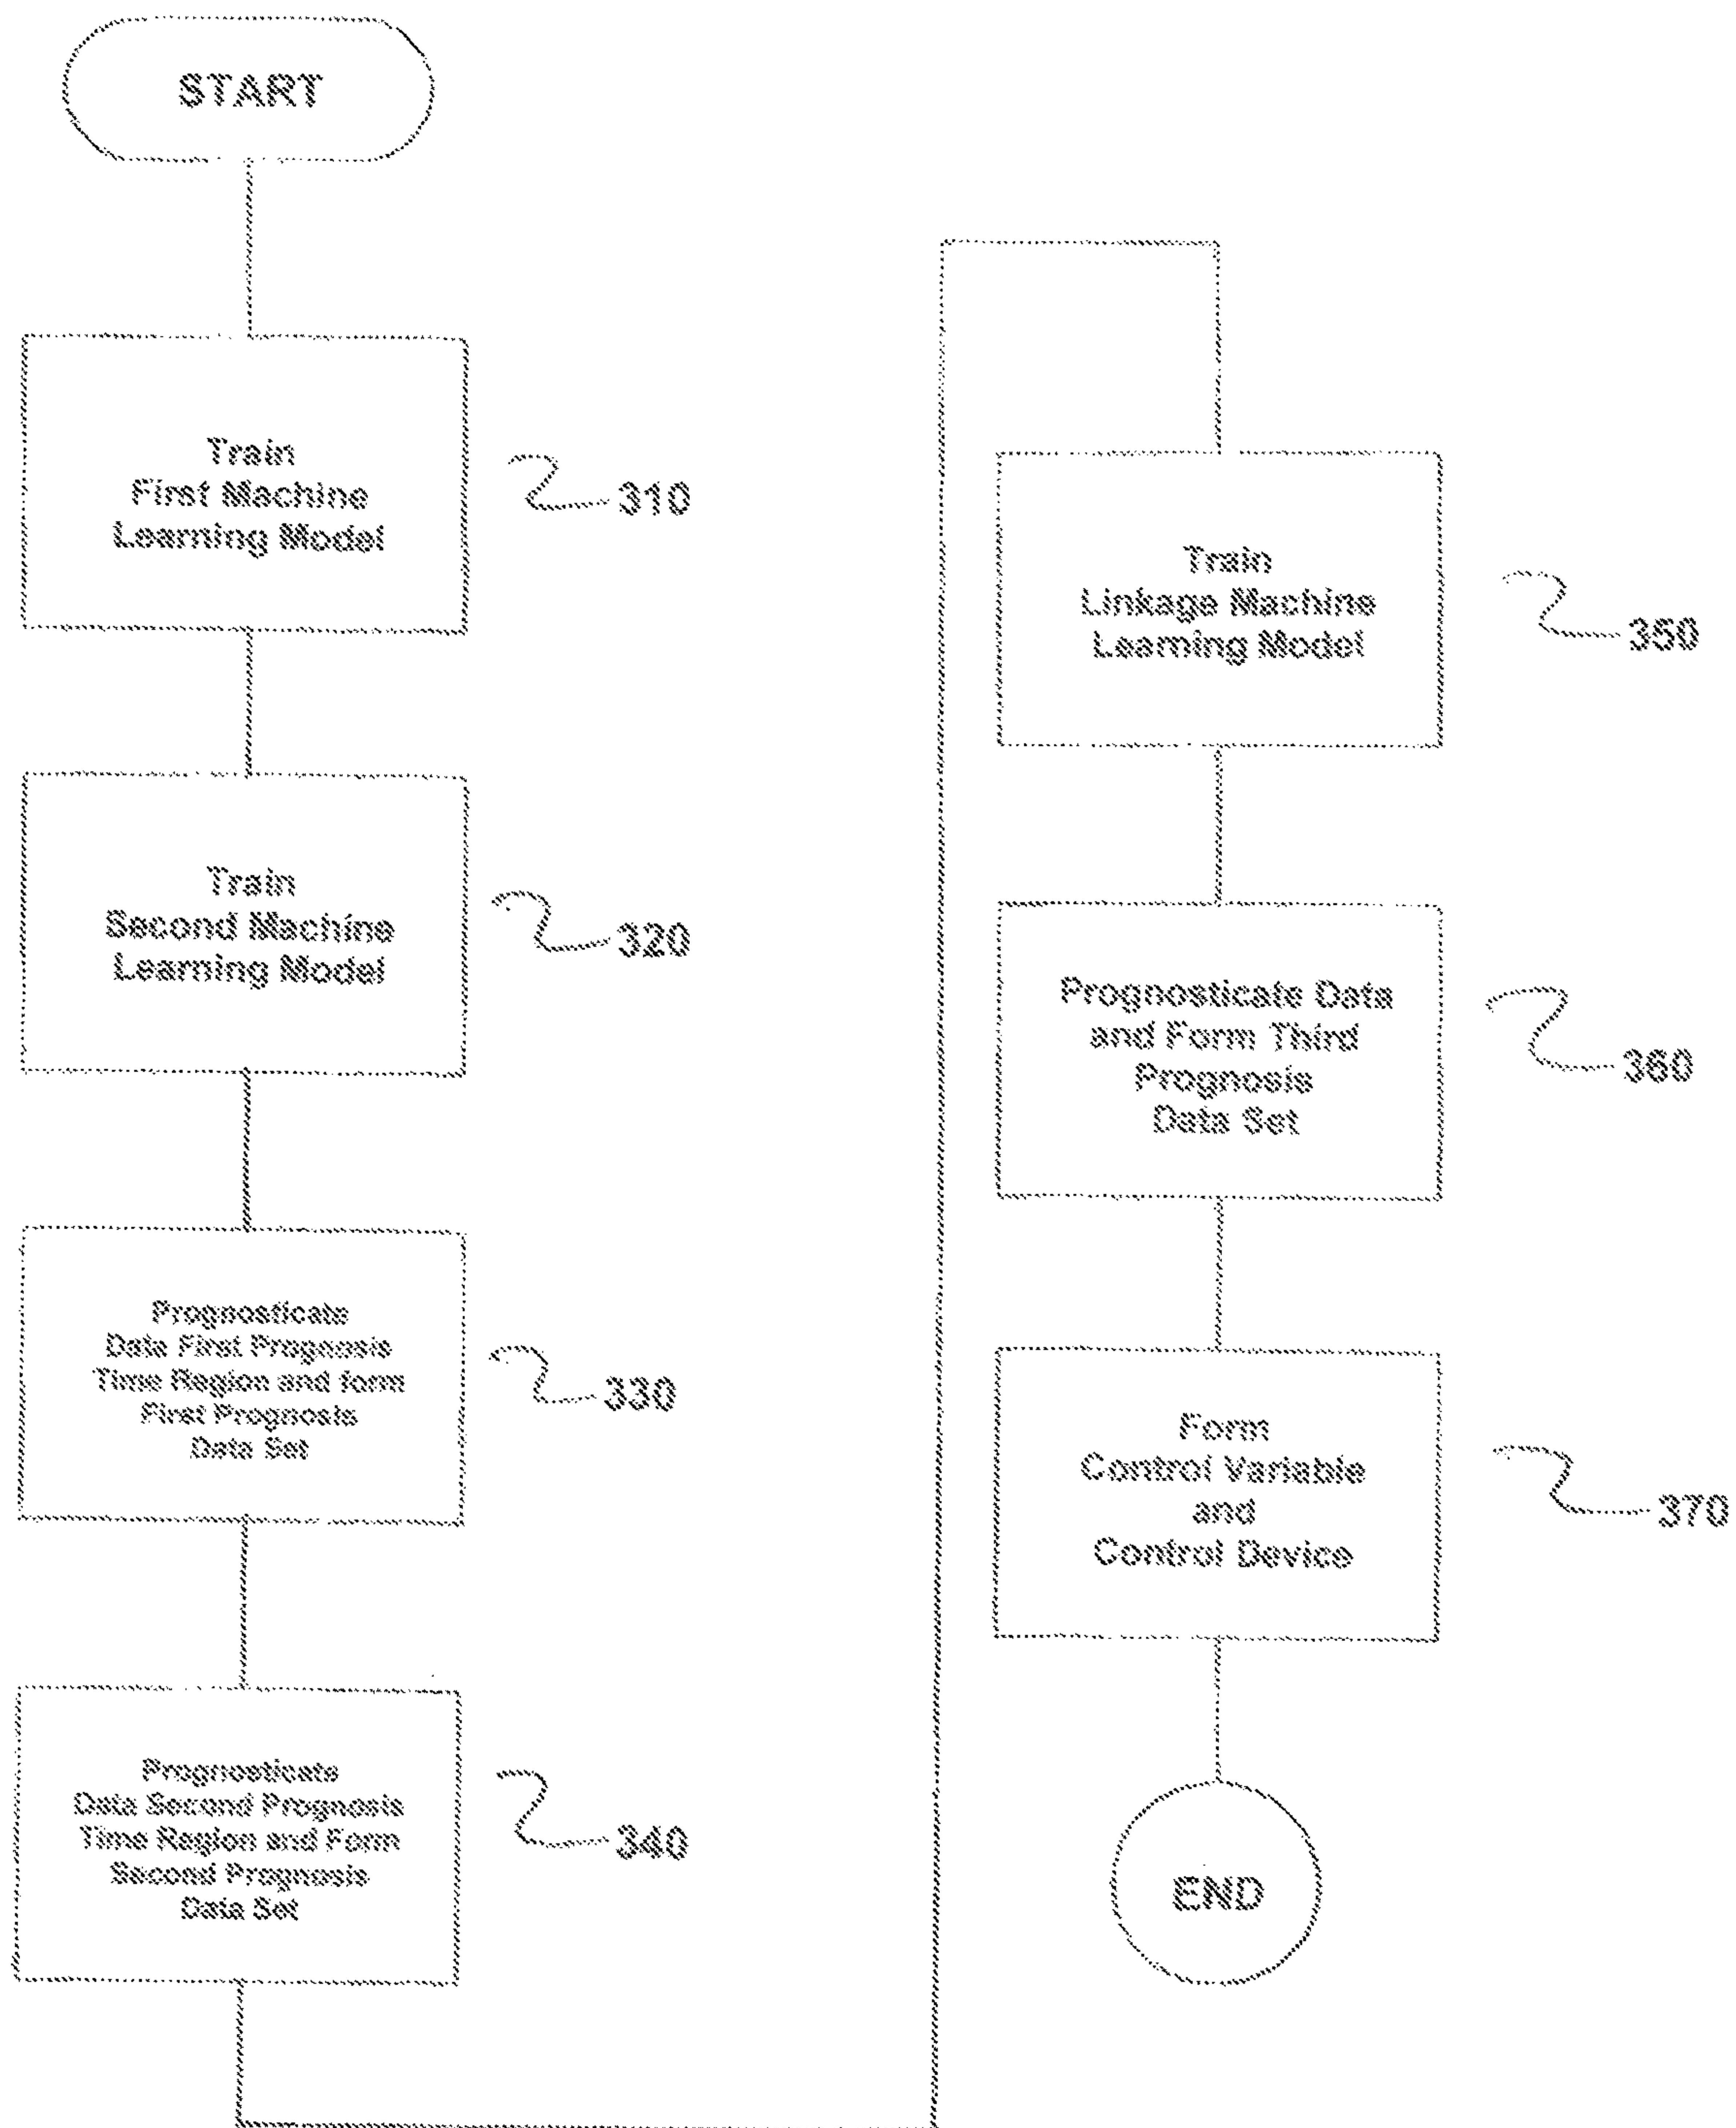 START
Train
First Machine
Learning Model
310
Train
Second Machine
Learning Model
320
Prognosticate
Data First Prognosis
Time Region and form
First Prognosis
Data Set
330
Prognosticate
Data Second Prognosis
Time Region and Form
Second Prognosis
Data Set
340
Train
Linkage Machine
Learning Model
350
Prognosticate Data
and Form Third
Prognosis
Data Set
360
Form
Control Variable
and
Control Device
370
END